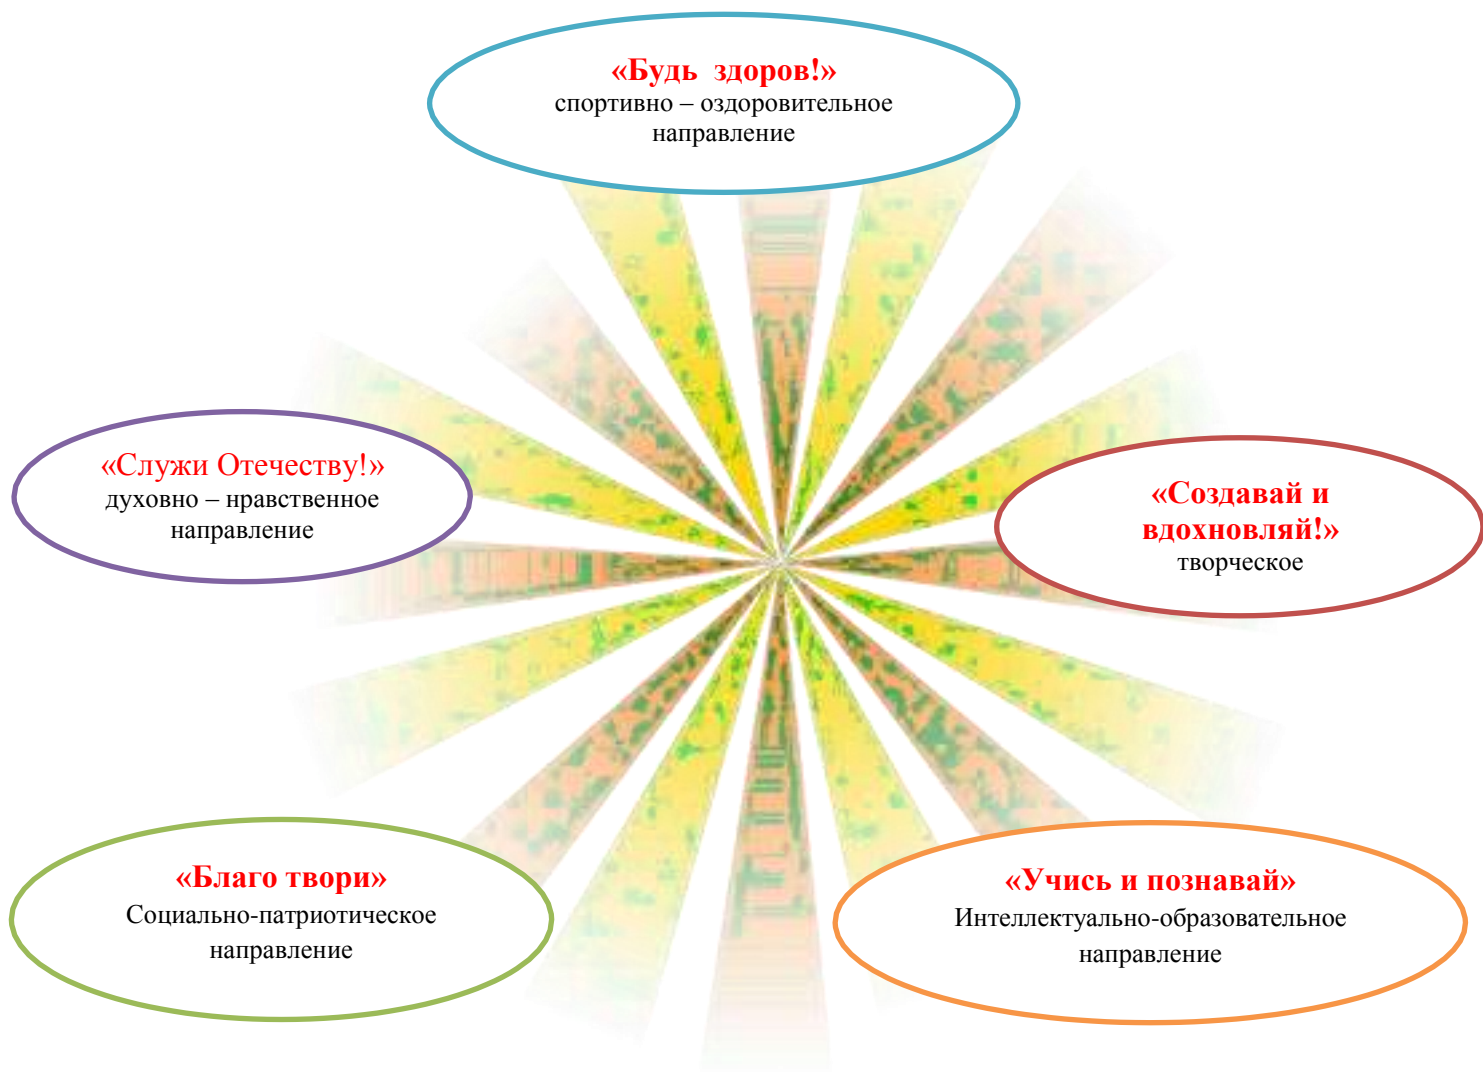 «Будь здоров!»
спортивно – оздоровительное
направление
«Служи Отечеству!»
духовно – нравственное
направление
«Создавай и
вдохновляй!»
творческое
«Благо твори»
Социально-патриотическое
направление
«Учись и познавай»
Интеллектуально-образовательное
направление